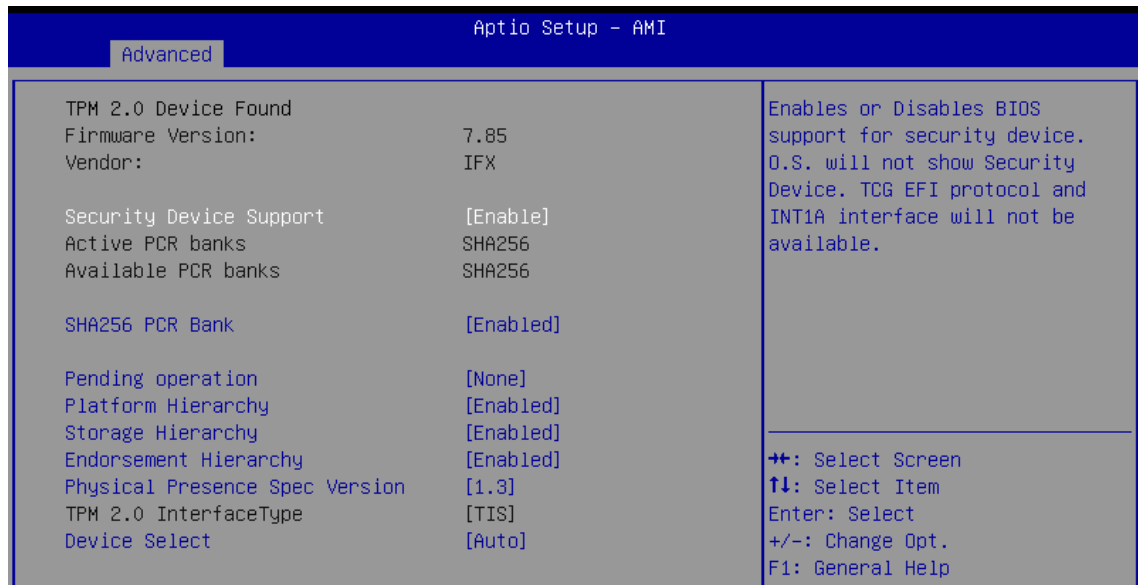 Aptio Setup – AMI
Advanced
TPM 2.0 Device Found
Firmware Version: 7.85
Vendor: IFX
Security Device Support [Enable]
Active PCR banks SHA256
Available PCR banks SHA256
SHA256 PCR Bank [Enabled]
Pending operation [None]
Platform Hierarchy [Enabled]
Storage Hierarchy [Enabled]
Endorsement Hierarchy [Enabled]
Physical Presence Spec Version [1.3]
TPM 2.0 InterfaceType [TIS]
Device Select [Auto]
Enables or Disables BIOS
support for security device.
O.S. will not show Security
Device. TCG EFI protocol and
INT1A interface will not be
available.
→←: Select Screen
↑↓: Select Item
Enter: Select
+/-: Change Opt.
F1: General Help